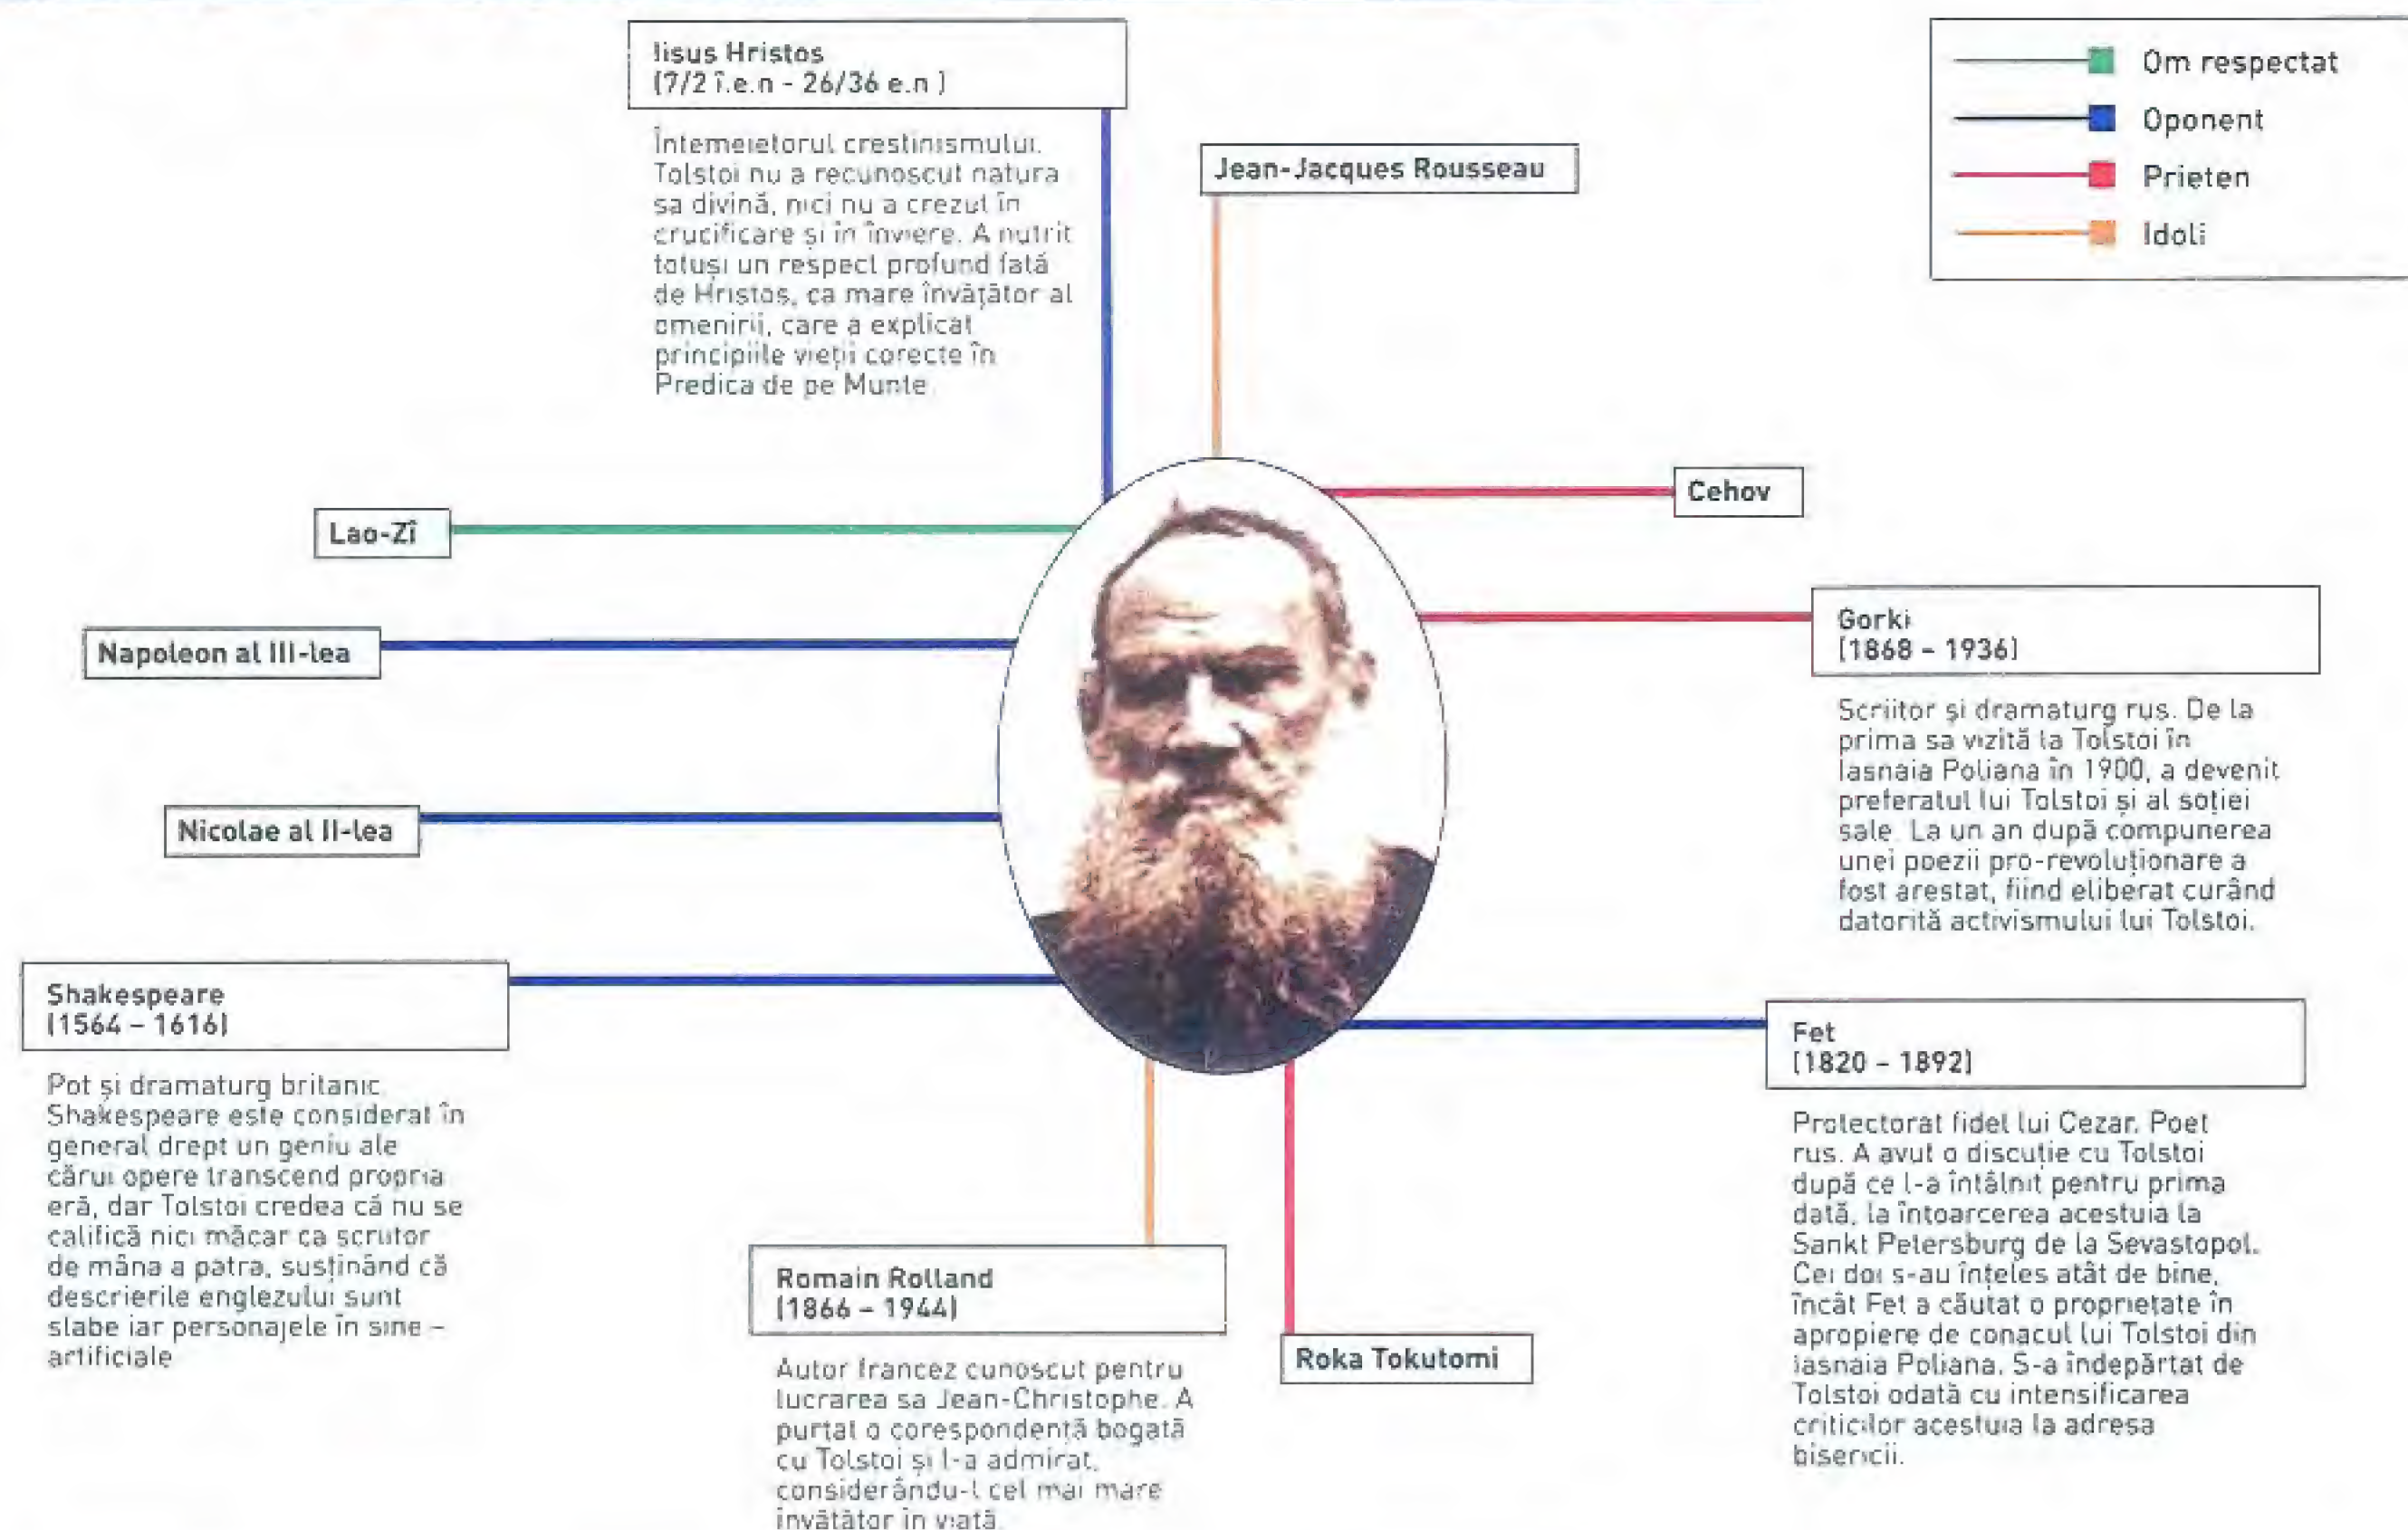 Iisus Hristos
(7/2 î.e.n - 26/36 e.n )
Întemeietorul crestinismului.
Tolstoi nu a recunoscut natura
sa divină, nici nu a crezut în
crucificare și în înviere. A nutrit
totuși un respect profund fată
de Hristos, ca mare învățător al
omenirii, care a explicat
principiile vieții corecte în
Predica de pe Munte.
Jean-Jacques Rousseau
Om respectat
Oponent
Prieten
Idoli
Cehov
Lao-Zî
Gorki
(1868 – 1936)
Scriitor și dramaturg rus. De la
prima sa vizită la Tolstoi în
Iasnaia Poliana în 1900, a devenit
preferatul lui Tolstoi și al soției
sale. La un an după compunerea
unei poezii pro-revoluționare a
fost arestat, fiind eliberat curând
datorită activismului lui Tolstoi.
Napoleon al III-lea
Nicolae al II-lea
Shakespeare
(1564 – 1616)
Pot și dramaturg britanic.
Shakespeare este considerat în
general drept un geniu ale
cărui opere transcend propria
eră, dar Tolstoi credea că nu se
califică nici măcar ca scriitor
de mâna a patra, susținând că
descrierile englezului sunt
slabe iar personajele în sine –
artificiale
Fet
(1820 – 1892)
Protectorat fidel lui Cezar. Poet
rus. A avut o discuție cu Tolstoi
după ce l-a întâlnit pentru prima
dată, la întoarcerea acestuia la
Sankt Petersburg de la Sevastopol.
Cei doi s-au înțeles atât de bine,
încât Fet a căutat o proprietate în
apropiere de conacul lui Tolstoi din
Iasnaia Poliana. S-a îndepărtat de
Tolstoi odată cu intensificarea
criticilor acestuia la adresa
bisericii.
Romain Rolland
(1866 – 1944)
Autor francez cunoscut pentru
lucrarea sa Jean-Christophe. A
purtat o corespondență bogată
cu Tolstoi și l-a admirat,
considerându-l cel mai mare
învățător în viață.
Roka Tokutomi